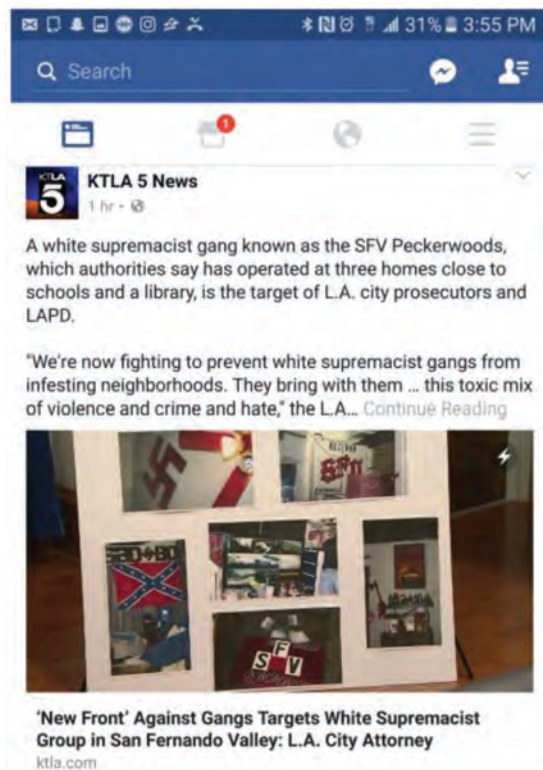 31% 3:55 PM
Search
1
KTLA
5
KTLA 5 News
1 hr
A white supremacist gang known as the SFV Peckerwoods,
which authorities say has operated at three homes close to
schools and a library, is the target of L.A. city prosecutors and
LAPD.
"We're now fighting to prevent white supremacist gangs from
infesting neighborhoods. They bring with them ... this toxic mix
of violence and crime and hate," the L.A... Continue Reading
SFV
'New Front' Against Gangs Targets White Supremacist
Group in San Fernando Valley: L.A. City Attorney
ktla.com